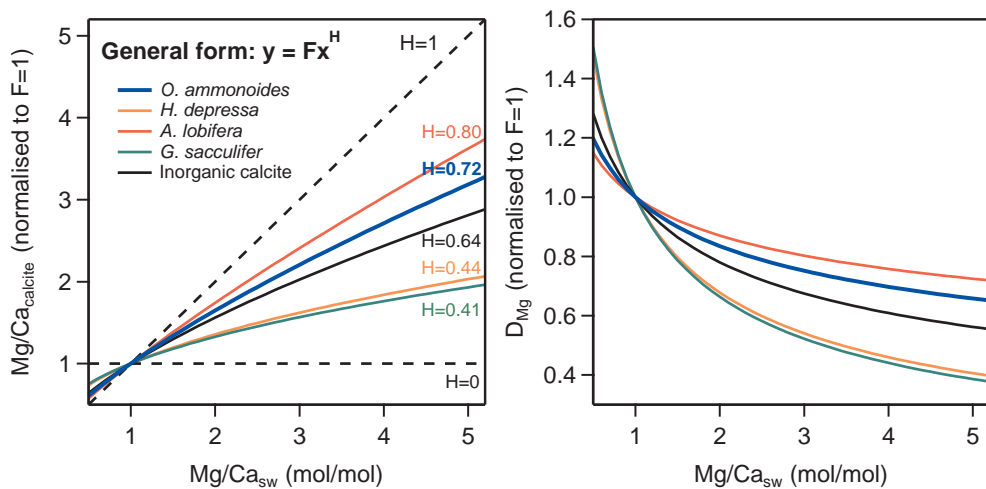 Mg/Ca_calcite (normalised to F=1)
5
4
3
2
1
General form: y = Fx^H
O. ammonoides
H. depressa
A. lobifera
G. sacculifer
Inorganic calcite
H=1
H=0.80
H=0.72
H=0.64
H=0.44
H=0.41
H=0
1 2 3 4 5
Mg/Ca_sw (mol/mol)
D_Mg (normalised to F=1)
1.6
1.4
1.2
1.0
0.8
0.6
0.4
1 2 3 4 5
Mg/Ca_sw (mol/mol)